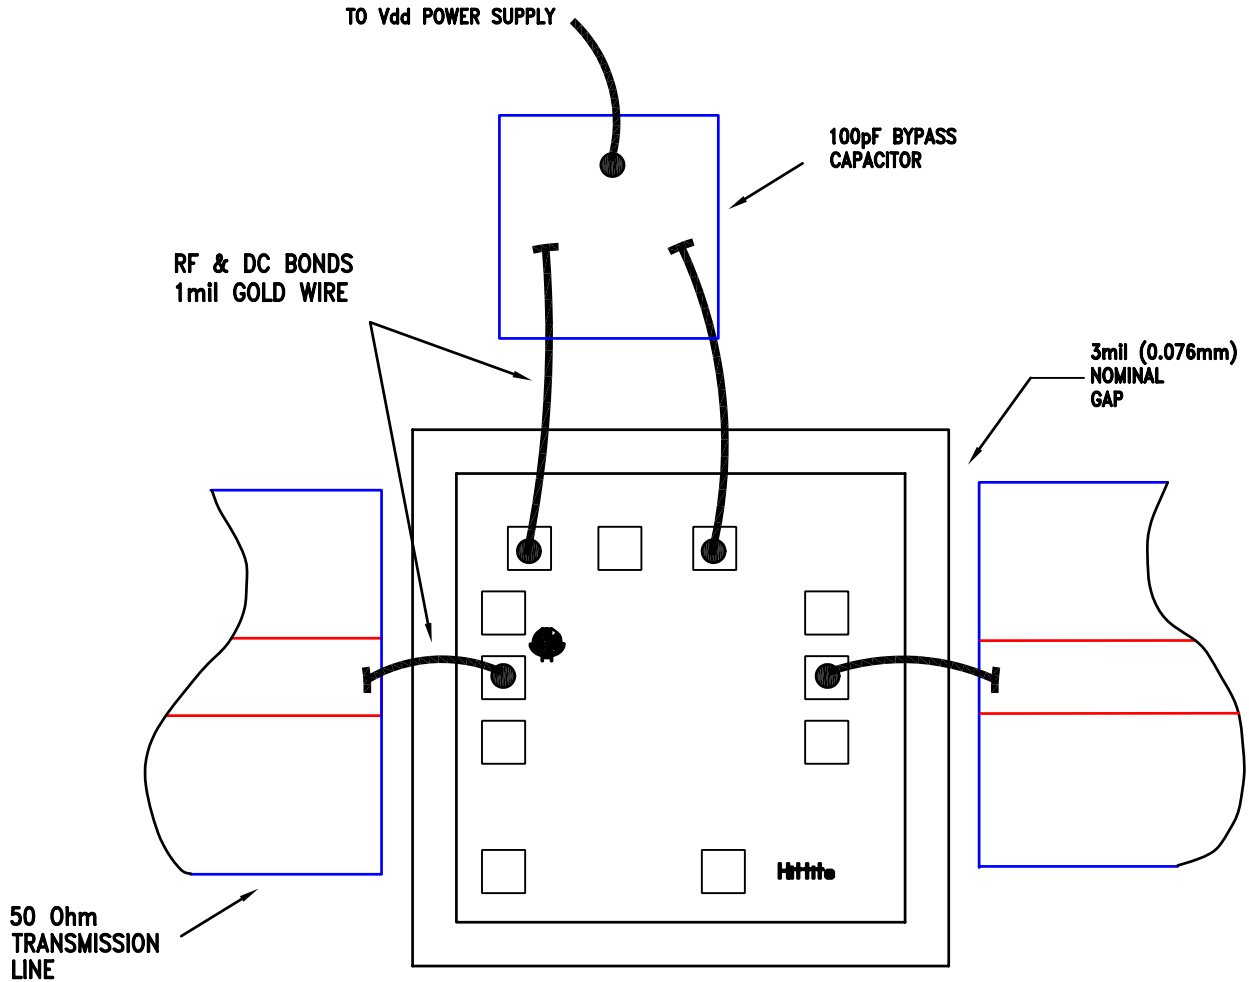 TO Vdd POWER SUPPLY
100pF BYPASS
CAPACITOR
RF & DC BONDS
1mil GOLD WIRE
3mil (0.076mm)
NOMINAL
GAP
Hittite
50 Ohm
TRANSMISSION
LINE